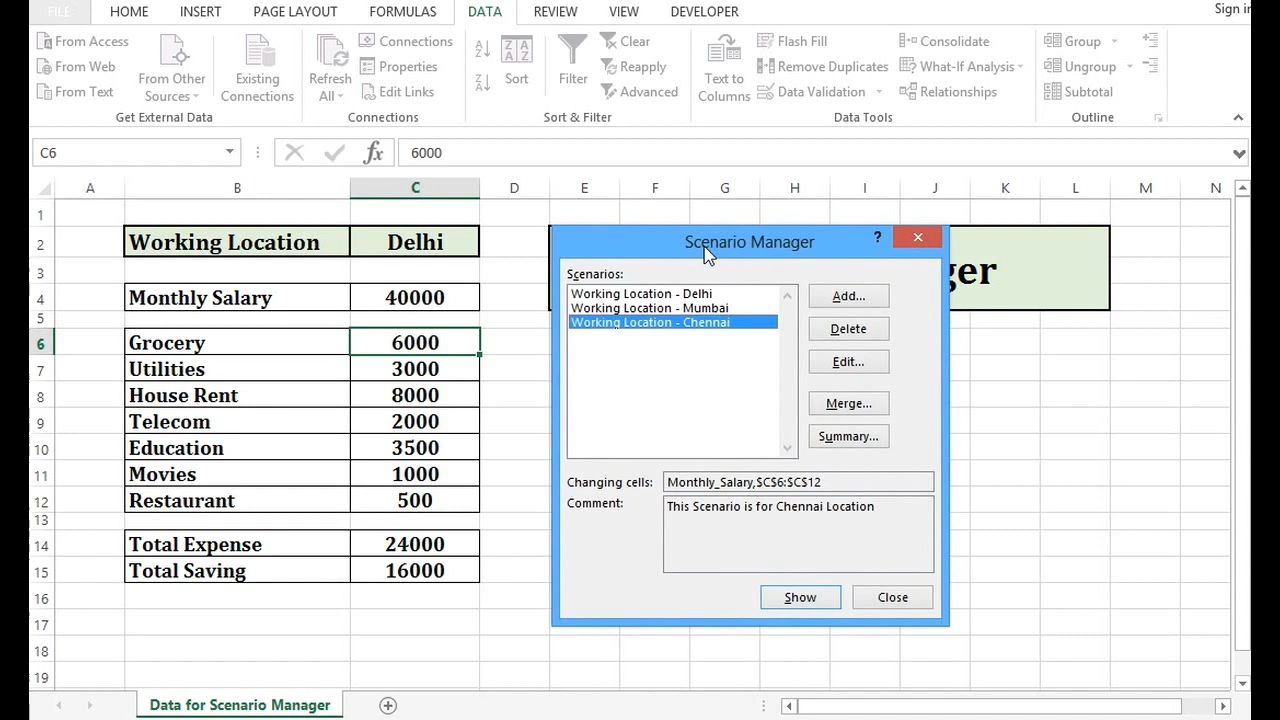 FILE HOME INSERT PAGE LAYOUT FORMULAS DATA REVIEW VIEW DEVELOPER Sign in
From Access
From Web
From Text
From Other Sources
Existing Connections
Get External Data
Refresh All
Connections
Properties
Edit Links
Connections
Sort
Filter
Clear
Reapply
Advanced
Sort & Filter
Text to Columns
Flash Fill
Remove Duplicates
Data Validation
Consolidate
What-If Analysis
Relationships
Data Tools
Group
Ungroup
Subtotal
Outline
C6 fx 6000
A B C D E F G H I J K L M N
1
2 Working Location Delhi
3 ger
4 Monthly Salary 40000
5
6 Grocery 6000
7 Utilities 3000
8 House Rent 8000
9 Telecom 2000
10 Education 3500
11 Movies 1000
12 Restaurant 500
13
14 Total Expense 24000
15 Total Saving 16000
16
17
18
19
Scenario Manager ?
Scenarios:
Working Location - Delhi
Working Location - Mumbai
Working Location - Chennai
Add...
Delete
Edit...
Merge...
Summary...
Changing cells: Monthly_Salary,$C$6:$C$12
Comment: This Scenario is for Chennai Location
Show Close
Data for Scenario Manager